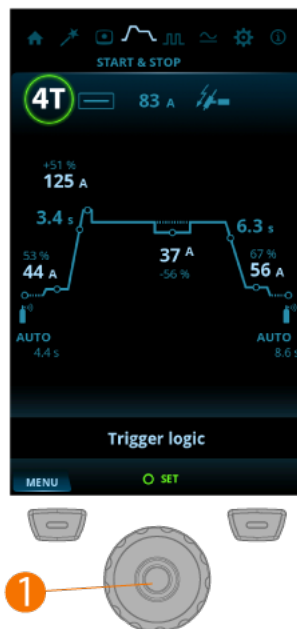 START & STOP
4T
83 A
+51 %
125 A
3.4 s
6.3 s
53 %
44 A
37 A
-56 %
67 %
56 A
AUTO
4.4 s
AUTO
8.6 s
Trigger logic
MENU
SET
1